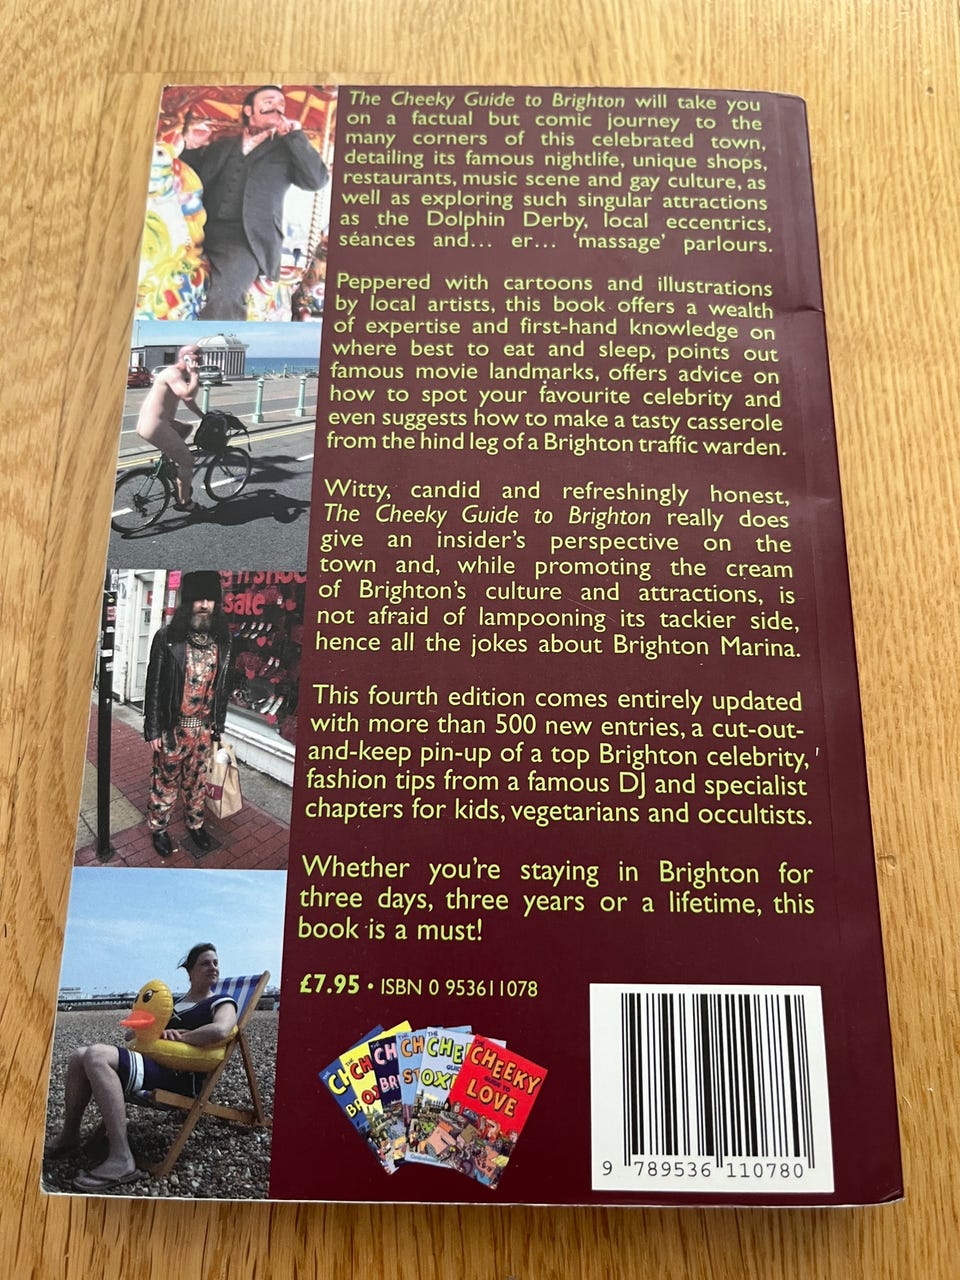 The Cheeky Guide to Brighton will take you
on a factual but comic journey to the
many corners of this celebrated town,
detailing its famous nightlife, unique shops,
restaurants, music scene and gay culture, as
well as exploring such singular attractions
as the Dolphin Derby, local eccentrics,
séances and... er... 'massage' parlours.
Peppered with cartoons and illustrations
by local artists, this book offers a wealth
of expertise and first-hand knowledge on
where best to eat and sleep, points out
famous movie landmarks, offers advice on
how to spot your favourite celebrity and
even suggests how to make a tasty casserole
from the hind leg of a Brighton traffic warden.
Witty, candid and refreshingly honest,
The Cheeky Guide to Brighton really does
give an insider's perspective on the
town and, while promoting the cream
of Brighton's culture and attractions, is
not afraid of lampooning its tackier side,
hence all the jokes about Brighton Marina.
This fourth edition comes entirely updated
with more than 500 new entries, a cut-out-
and-keep pin-up of a top Brighton celebrity,
fashion tips from a famous DJ and specialist
chapters for kids, vegetarians and occultists.
Whether you're staying in Brighton for
three days, three years or a lifetime, this
book is a must!
£7.95 • ISBN 0 953611078
sale
THE
CHEEKY
GUIDE TO
LOVE
9 789536 110780